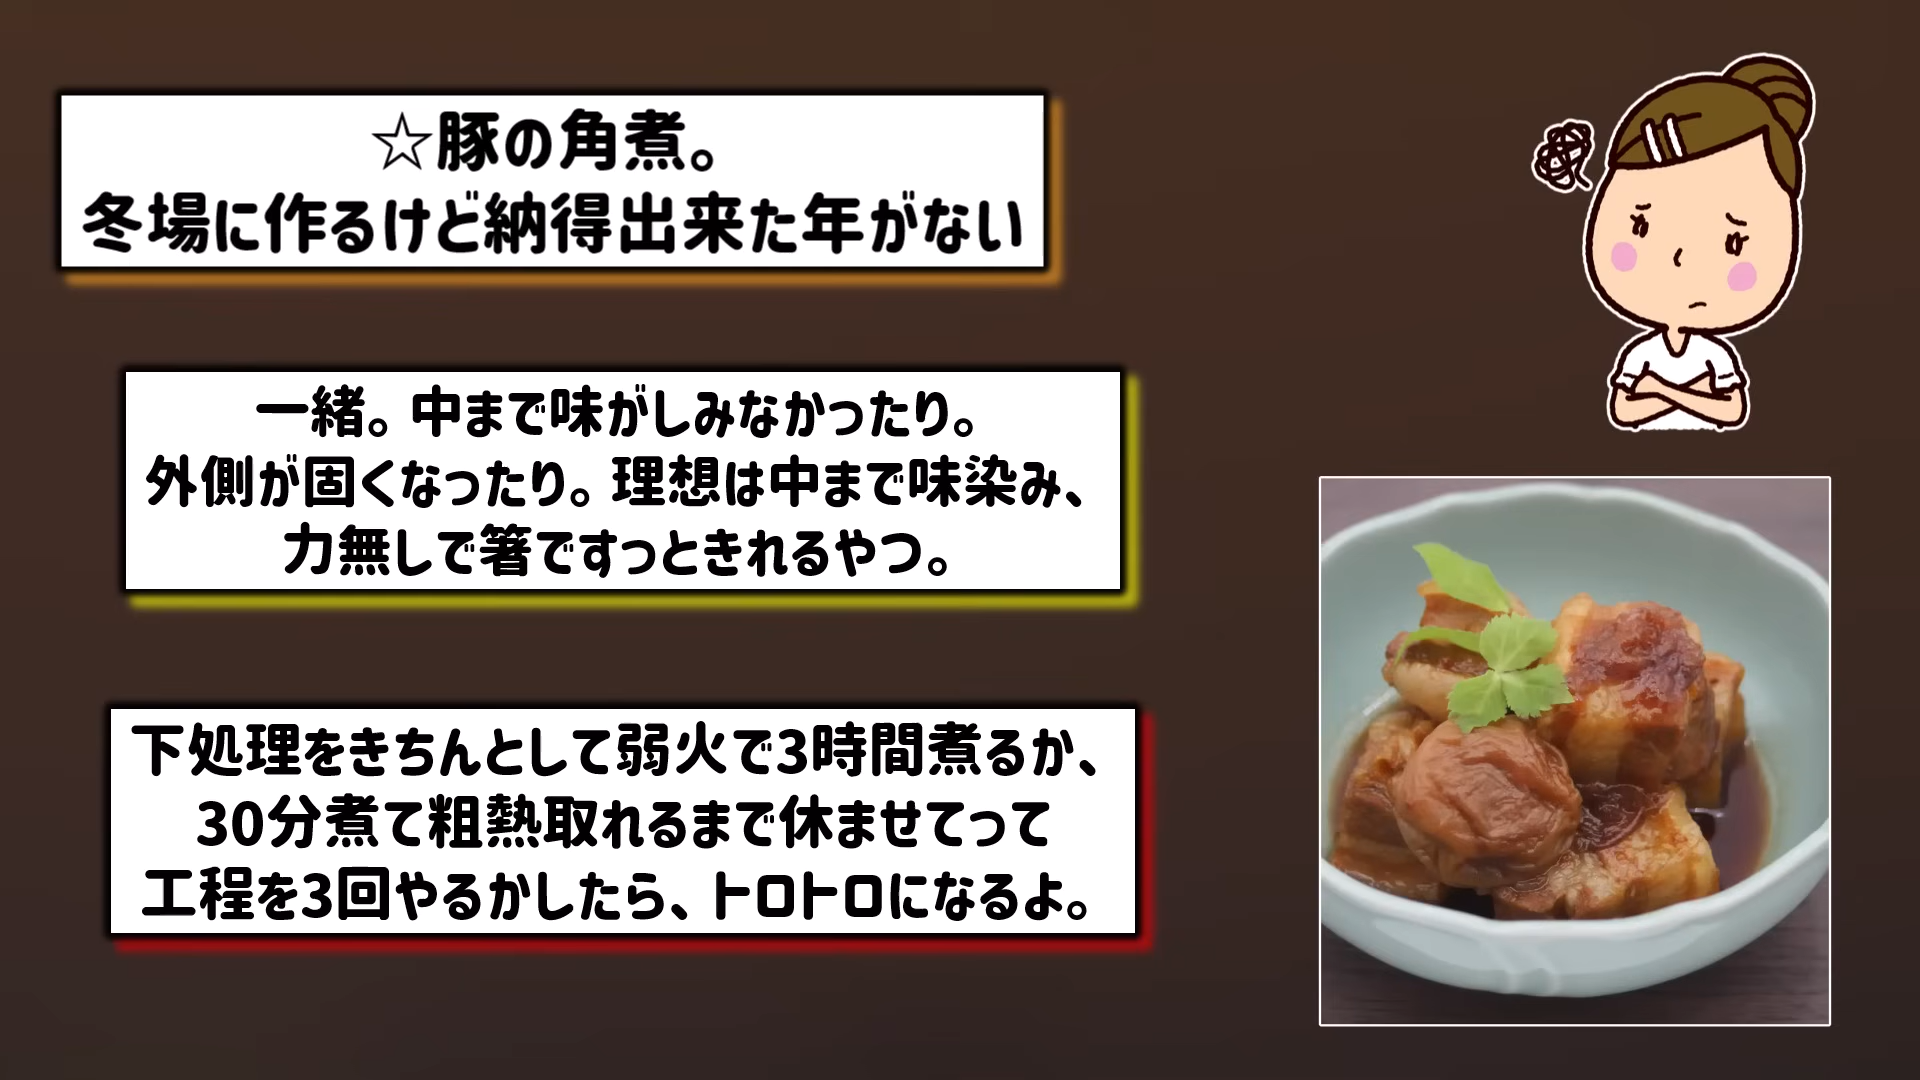 ☆豚の角煮。
冬場に作るけど納得出来た年がない
一緒。中まで味がしみなかったり。
外側が固くなったり。理想は中まで味染み、
力無しで箸ですっときれるやつ。
下処理をきちんとして弱火で3時間煮るか、
30分煮て粗熱取れるまで休ませてって
工程を3回やるかしたら、トロトロになるよ。